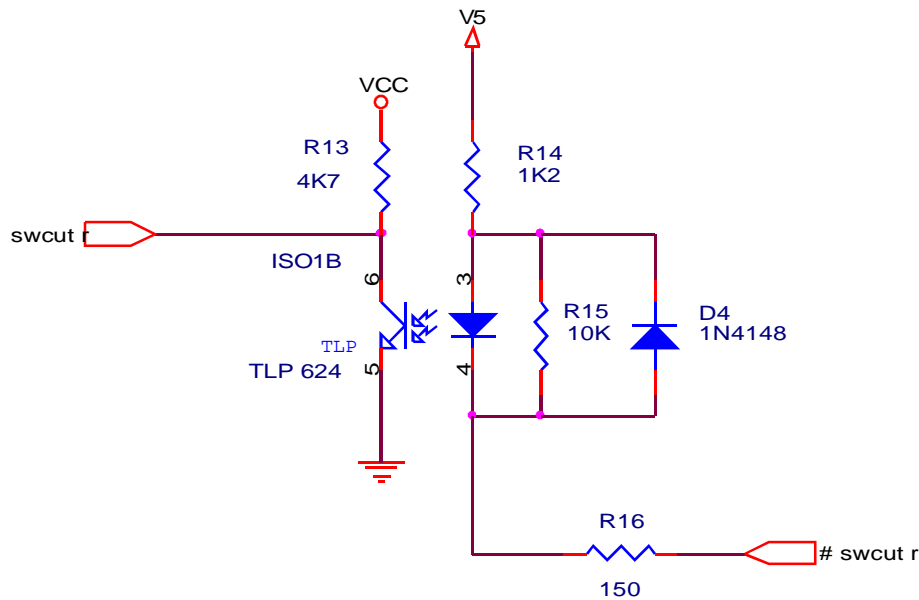 V5
VCC
R13
4K7
R14
1K2
swcut r
ISO1B
6
3
R15
10K
D4
1N4148
TLP
TLP 624
5
4
R16
150
# swcut r